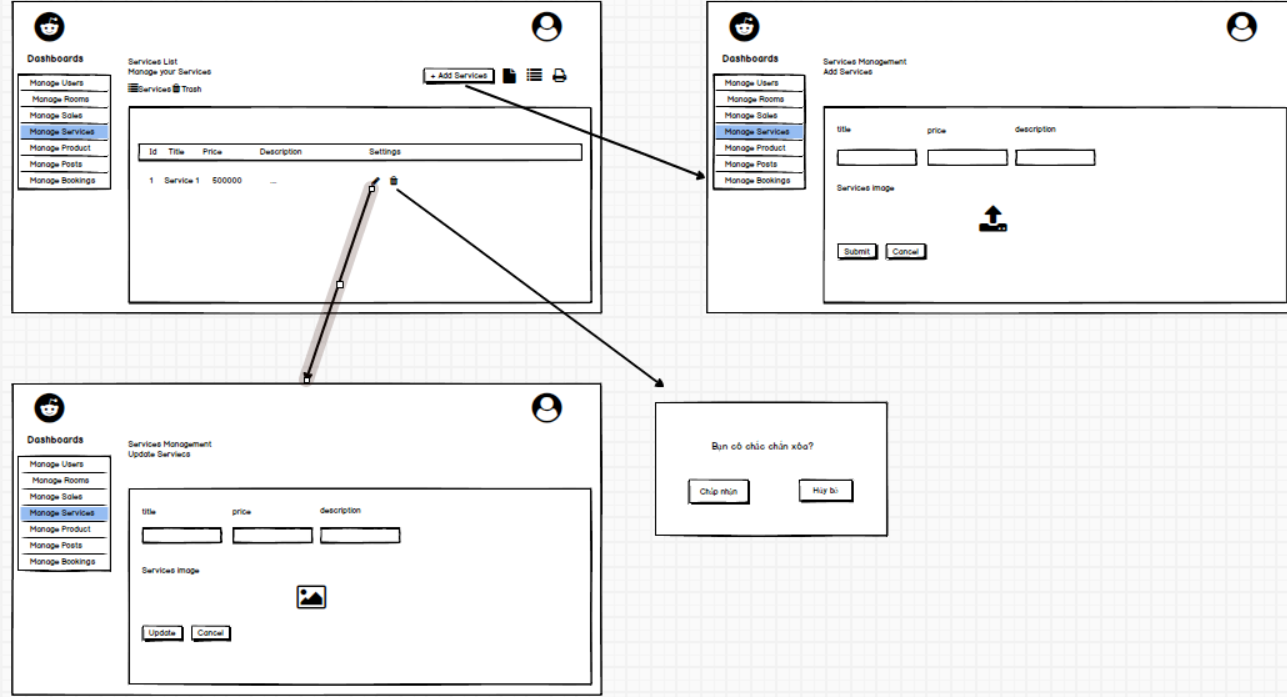 Dashboards
Manage Users
Manage Rooms
Manage Sales
Manage Services
Manage Product
Manage Posts
Manage Bookings
Services List
Manage your Services
Services Trash
+ Add Services
Id Title Price Description Settings
1 Service 1 500000 ...
Dashboards
Manage Users
Manage Rooms
Manage Sales
Manage Services
Manage Product
Manage Posts
Manage Bookings
Services Management
Add Services
title price description
Services image
Submit Cancel
Dashboards
Manage Users
Manage Rooms
Manage Sales
Manage Services
Manage Product
Manage Posts
Manage Bookings
Services Management
Update Serviecs
title price description
Services image
Update Cancel
Bạn có chắc chắn xóa?
Chấp nhận Hủy bỏ